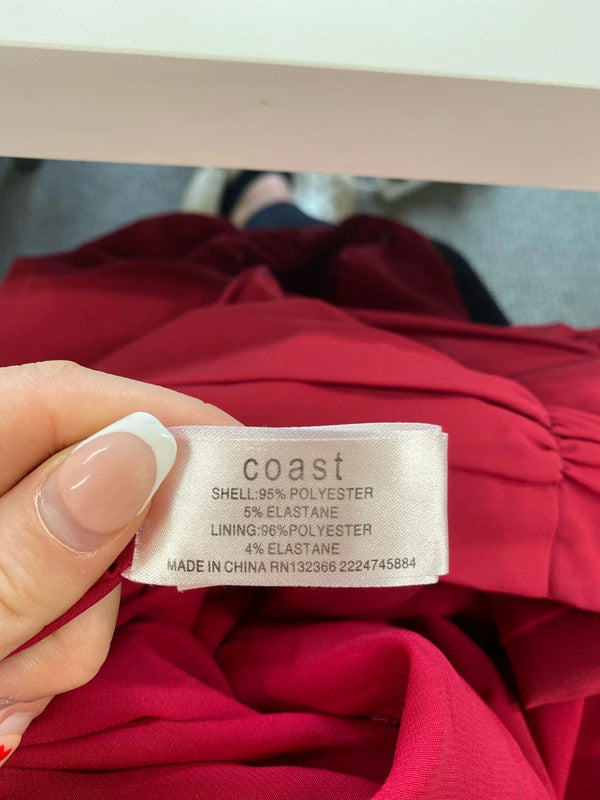 coast
SHELL:95% POLYESTER
5% ELASTANE
LINING:96%POLYESTER
4% ELASTANE
MADE IN CHINA RN132366 2224745884